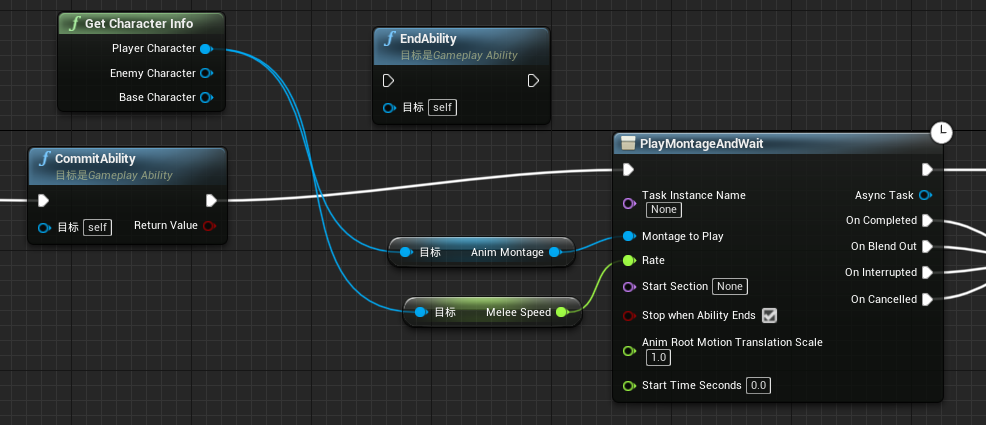 Get Character Info
Player Character
Enemy Character
Base Character
EndAbility
目标是Gameplay Ability
目标 self
CommitAbility
目标是Gameplay Ability
目标 self Return Value
目标 Anim Montage
目标 Melee Speed
PlayMontageAndWait
Task Instance Name
None
Async Task
Montage to Play
On Completed
Rate
On Blend Out
Start Section None
On Interrupted
Stop when Ability Ends
On Cancelled
Anim Root Motion Translation Scale
1.0
Start Time Seconds 0.0